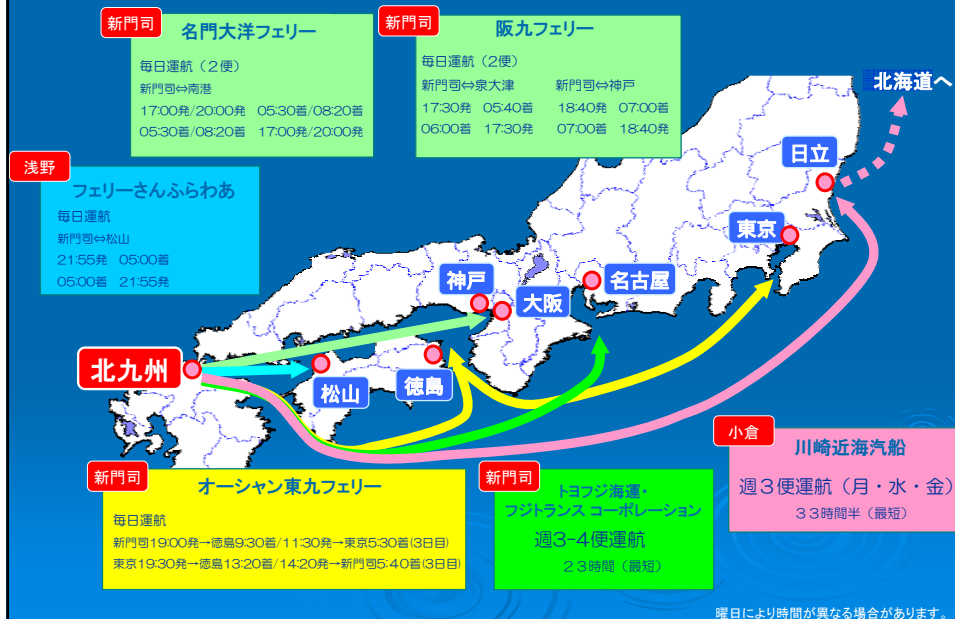 新門司
名門大洋フェリー
毎日運航（2便）
新門司⇔南港
17:00発/20:00発 05:30着/08:20着
05:30着/08:20着 17:00発/20:00発
新門司
阪九フェリー
毎日運航（2便）
新門司⇔泉大津 新門司⇔神戸
17:30発 05:40着 18:40発 07:00着
06:00着 17:30発 07:00着 18:40発
北海道へ
日立
浅野
フェリーさんふらわあ
毎日運航
新門司⇔松山
21:55発 05:00着
05:00着 21:55発
東京
神戸
大阪
名古屋
北九州
松山
徳島
新門司
オーシャン東九フェリー
毎日運航
新門司19:00発→徳島9:30着/11:30発→東京5:30着(3日目)
東京19:30発→徳島13:20着/14:20発→新門司5:40着(3日目)
新門司
トヨフジ海運・
フジトランス コーポレーション
週3-4便運航
23時間（最短）
小倉
川崎近海汽船
週3便運航（月・水・金）
33時間半（最短）
曜日により時間が異なる場合があります。